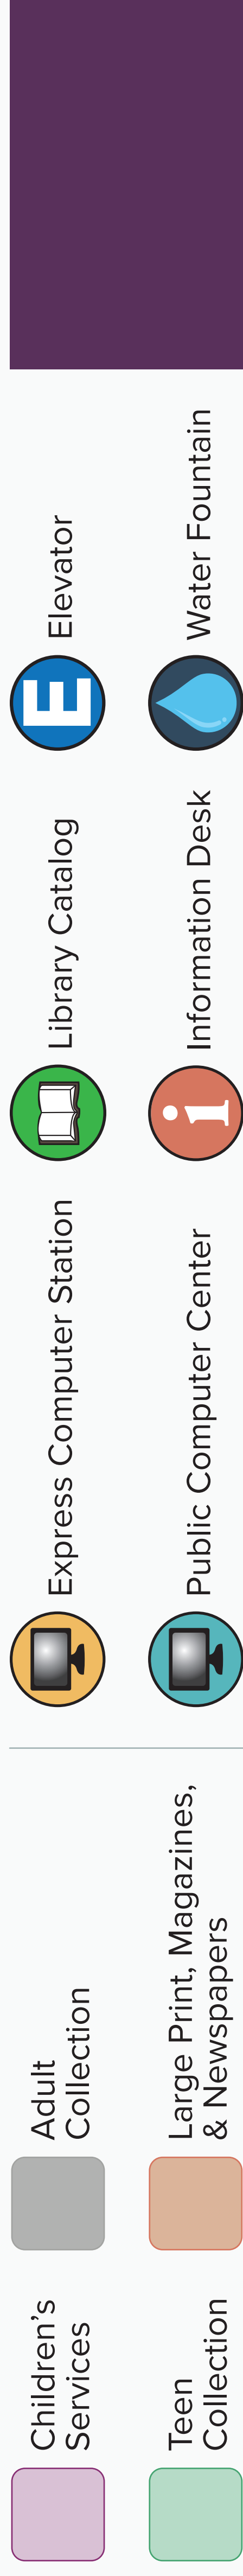 Children's
Services
Adult
Collection
Express Computer Station
Library Catalog
E
Elevator
Teen
Collection
Large Print, Magazines,
& Newspapers
Public Computer Center
i
Information Desk
Water Fountain